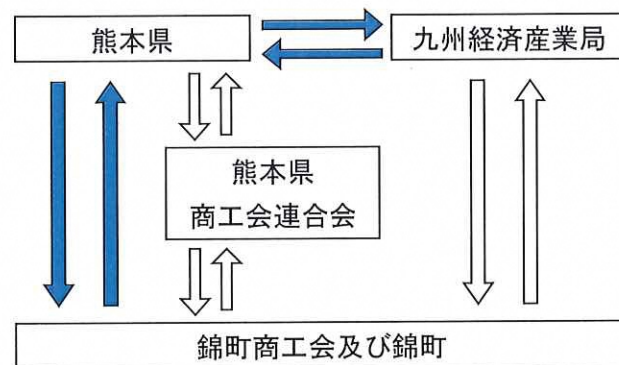 熊本県
九州経済産業局
熊本県
商工会連合会
錦町商工会及び錦町